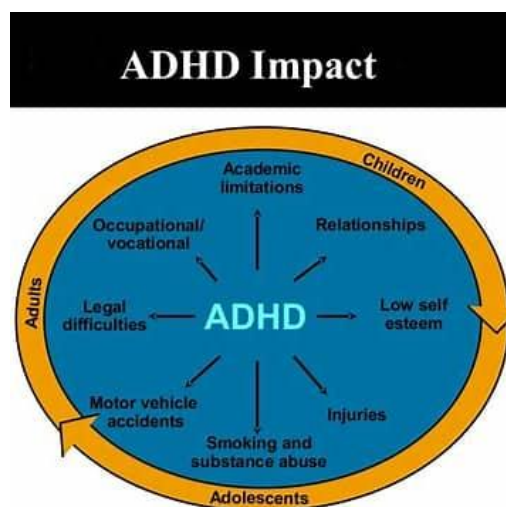 ADHD Impact
Children
Academic
limitations
Relationships
Low self
esteem
Injuries
Smoking and
substance abuse
Motor vehicle
accidents
Legal
difficulties
Occupational/
vocational
ADHD
Adults
Adolescents